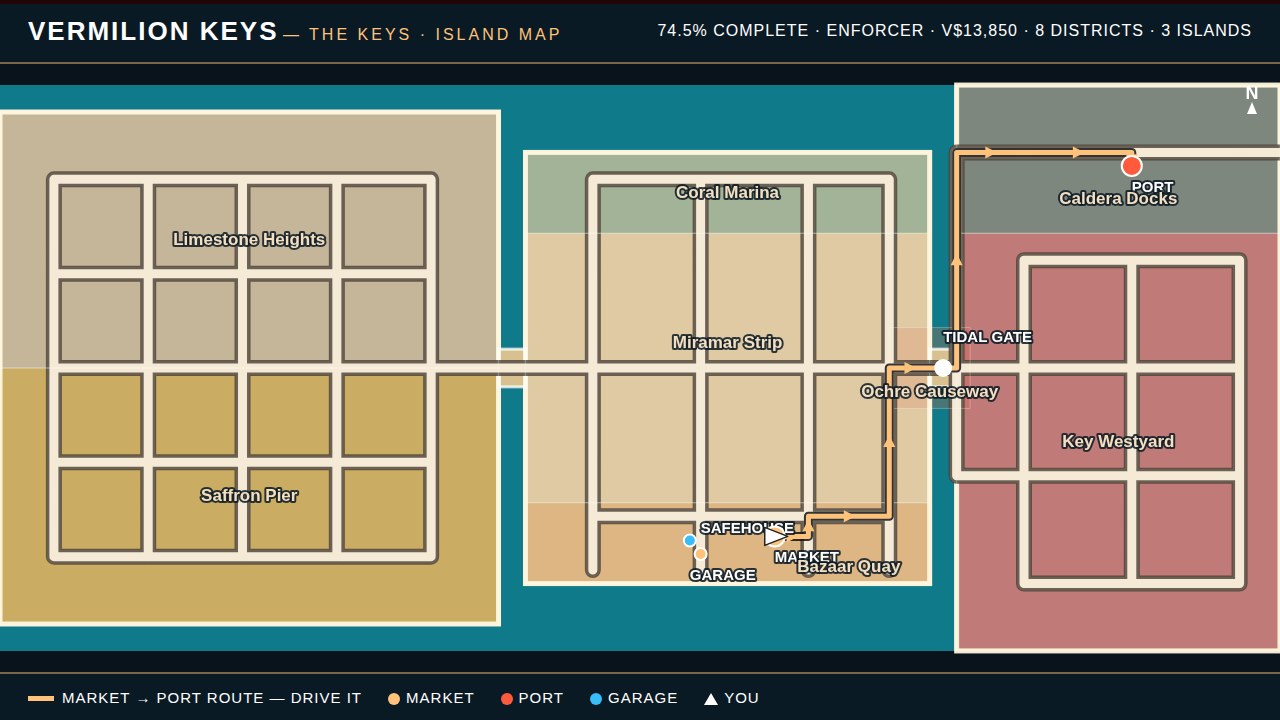 VERMILION KEYS — THE KEYS · ISLAND MAP
74.5% COMPLETE · ENFORCER · V$13,850 · 8 DISTRICTS · 3 ISLANDS
N
PORT
Coral Marina
Caldera Docks
Limestone Heights
TIDAL GATE
Miramar Strip
Ochre Causeway
Key Westyard
Saffron Pier
SAFEHOUSE
MARKET
Bazaar Quay
GARAGE
MARKET → PORT ROUTE — DRIVE IT
MARKET
PORT
GARAGE
YOU